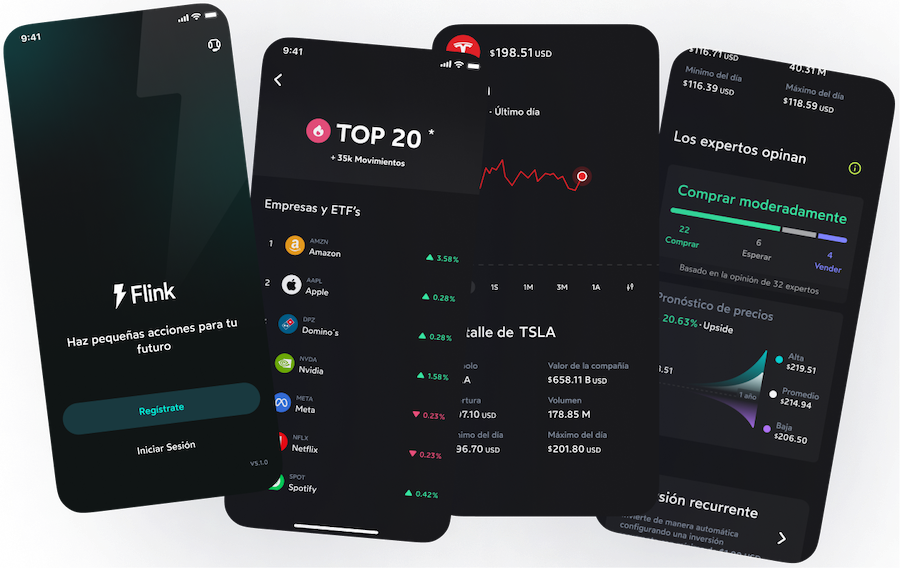 9:41
Flink
Haz pequeñas acciones para tu
futuro
Regístrate
Iniciar Sesión
V5.1.0
9:41
TOP 20 *
+ 35k Movimientos
Empresas y ETF's
1
AMZN
Amazon
3.58%
2
AAPL
Apple
0.28%
DPZ
Domino´s
0.28%
NVDA
Nvidia
1.58%
META
Meta
0.23%
NFLX
Netflix
0.23%
SPOT
Spotify
0.42%
$198.51 USD
· Último día
1S 1M 3M 1A
talle de TSLA
olo
Valor de la compañía
LA
$658.11 B USD
ertura
Volumen
97.10 USD
178.85 M
nimo del día
Máximo del día
96.70 USD
$201.80 USD
$116.71 USD
40.31 M
Mínimo del día
Máximo del día
$116.39 USD
$118.59 USD
Los expertos opinan
Comprar moderadamente
22
6
4
Comprar
Esperar
Vender
Basado en la opinión de 32 expertos
Pronóstico de precios
20.63% · Upside
8.51
1 año
Alta
$219.51
Promedio
$214.94
Baja
$206.50
rsión recurrente
vierte de manera automática
configurando una inversión